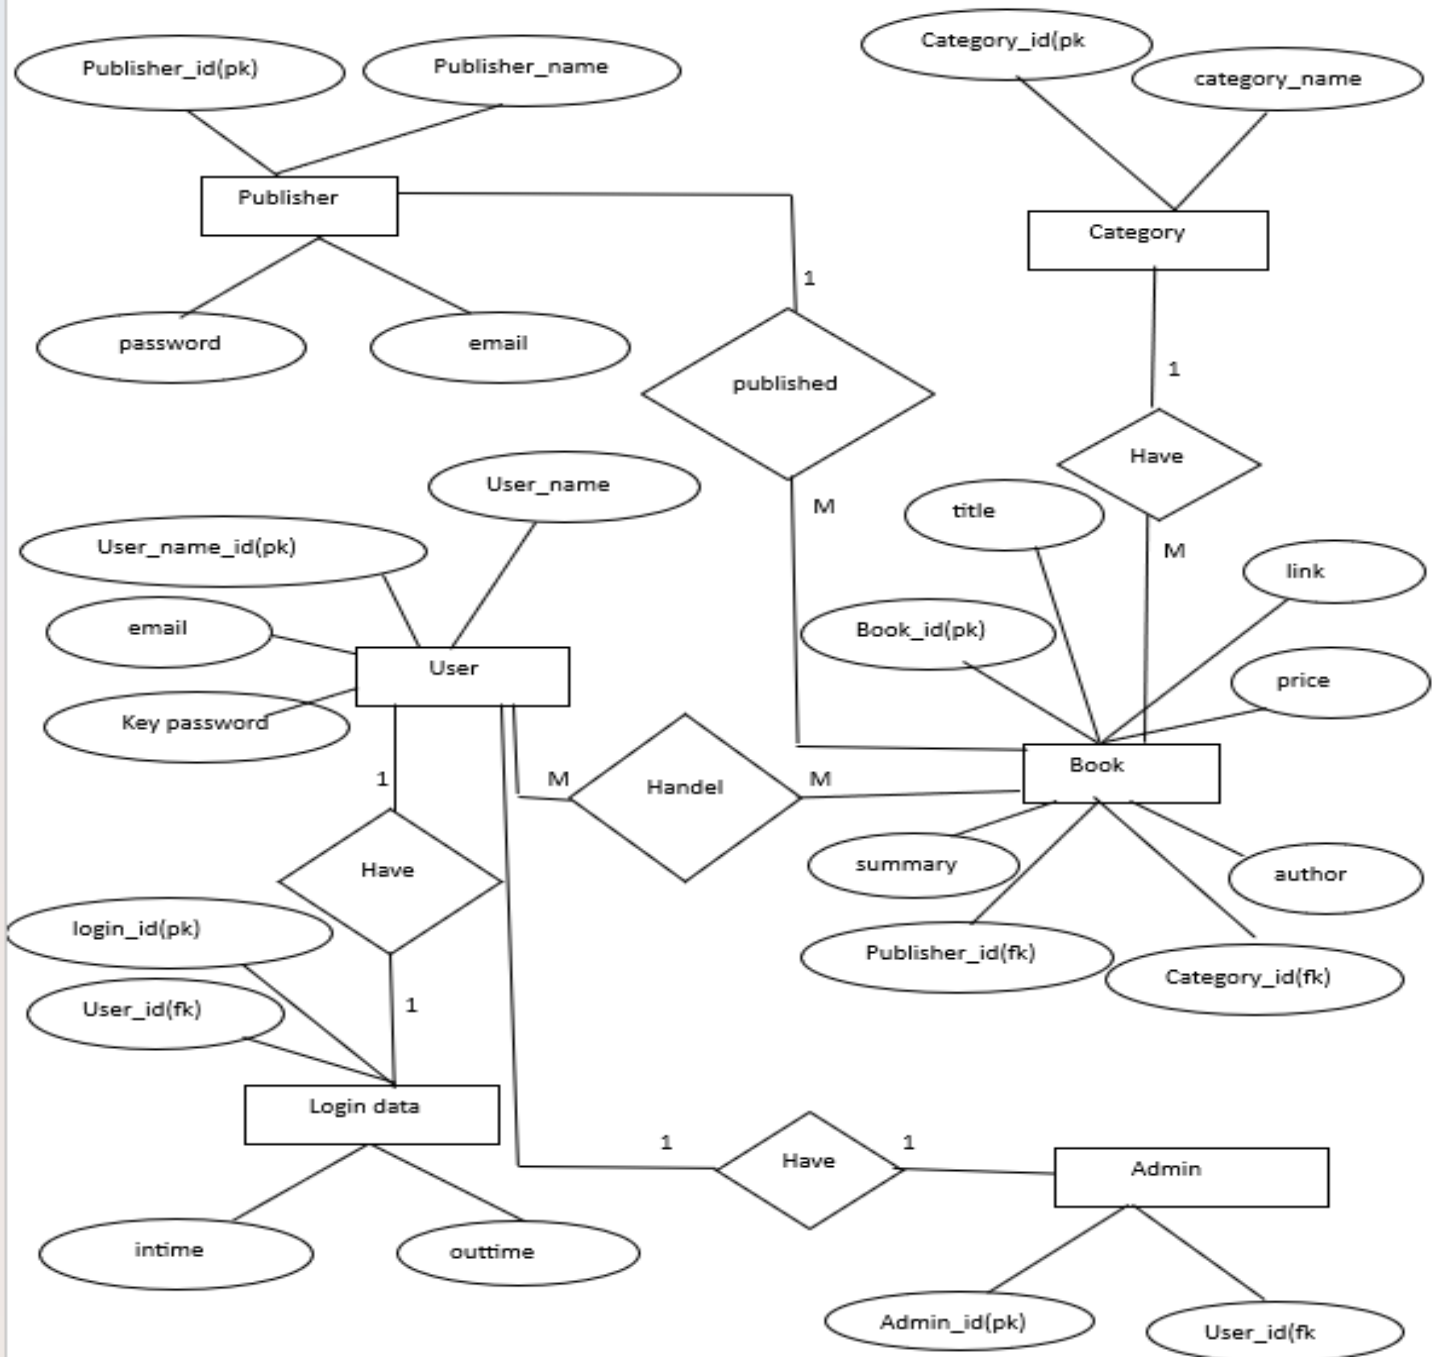 Publisher_id(pk)
Publisher_name
Category_id(pk
category_name
Publisher
Category
1
password
email
published
1
Have
User_name
M
title
User_name_id(pk)
M
link
email
Book_id(pk)
User
price
Key password
Book
1
M
Handel
M
Have
summary
author
login_id(pk)
Publisher_id(fk)
Category_id(fk)
User_id(fk)
1
Login data
1
Have
1
Admin
intime
outtime
Admin_id(pk)
User_id(fk